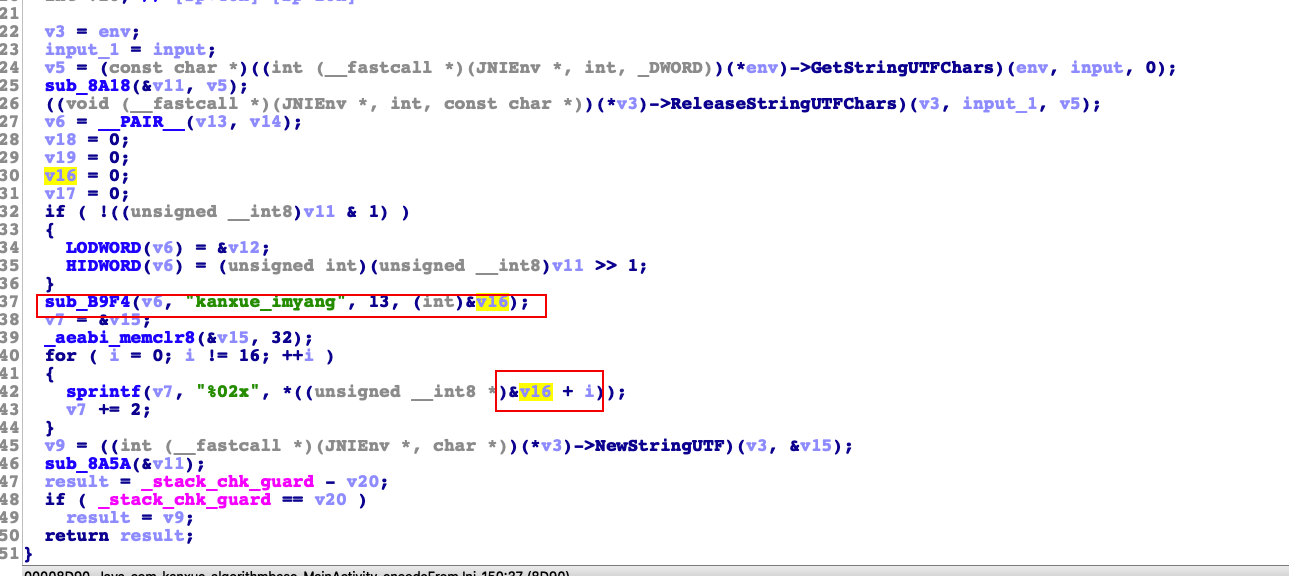 21
22 v3 = env;
23 input_1 = input;
24 v5 = (const char *)((int (__fastcall *)(JNIEnv *, int, _DWORD))(*env)->GetStringUTFChars)(env, input, 0);
25 sub_8A18(&v11, v5);
26 ((void (__fastcall *)(JNIEnv *, int, const char *))(*v3)->ReleaseStringUTFChars)(v3, input_1, v5);
27 v6 = __PAIR__(v13, v14);
28 v18 = 0;
29 v19 = 0;
30 v16 = 0;
31 v17 = 0;
32 if ( !((unsigned __int8)v11 & 1) )
33 {
34 LODWORD(v6) = &v12;
35 HIDWORD(v6) = (unsigned int)(unsigned __int8)v11 >> 1;
36 }
37 sub_B9F4(v6, "kanxue_imyang", 13, (int)&v16);
38 v7 = &v15;
39 _aeabi_memclr8(&v15, 32);
40 for ( i = 0; i != 16; ++i )
41 {
42 sprintf(v7, "%02x", *((unsigned __int8 *)&v16 + i));
43 v7 += 2;
44 }
45 v9 = ((int (__fastcall *)(JNIEnv *, char *))(*v3)->NewStringUTF)(v3, &v15);
46 sub_8A5A(&v11);
47 result = _stack_chk_guard - v20;
48 if ( _stack_chk_guard == v20 )
49 result = v9;
50 return result;
51 }